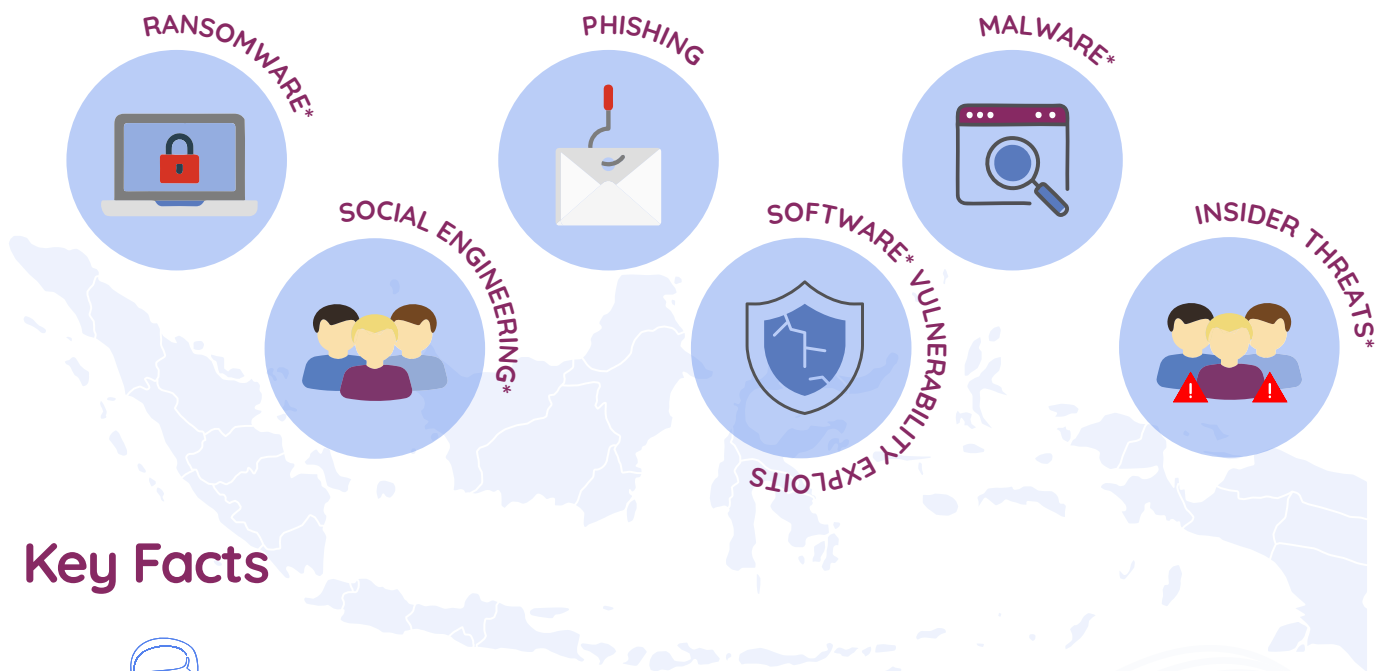 RANSOMWARE*
PHISHING
MALWARE*
SOCIAL ENGINEERING*
SOFTWARE* VULNERABILITY EXPLOITS
INSIDER THREATS*
Key Facts